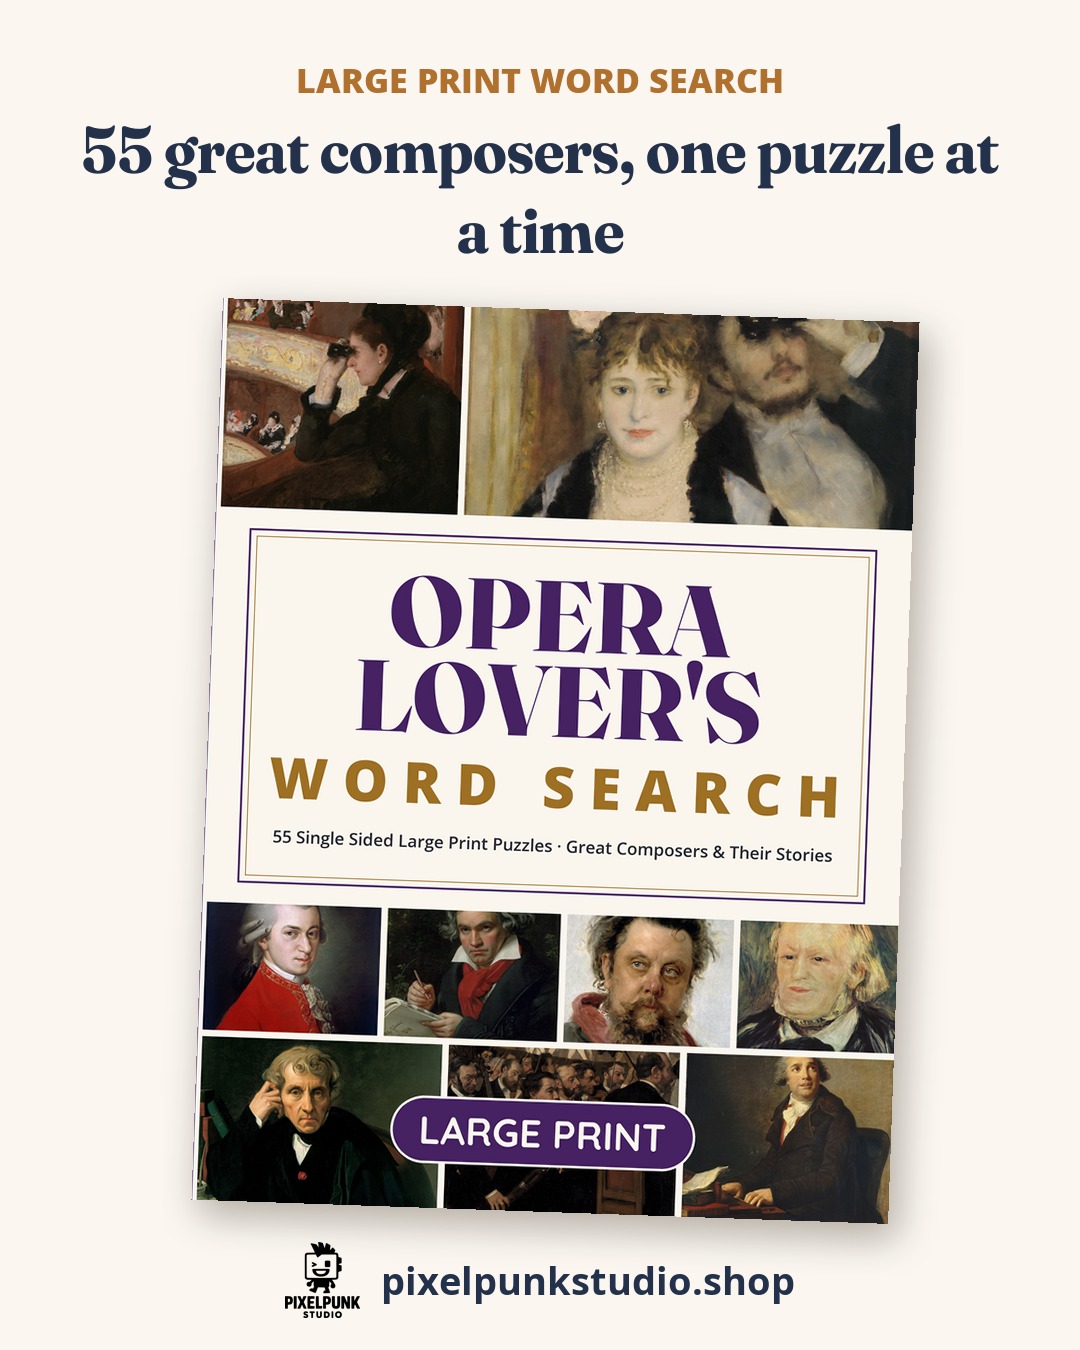 LARGE PRINT WORD SEARCH
55 great composers, one puzzle at
a time
OPERA
LOVER'S
WORD SEARCH
55 Single Sided Large Print Puzzles · Great Composers & Their Stories
LARGE PRINT
PIXELPUNK
STUDIO
pixelpunkstudio.shop